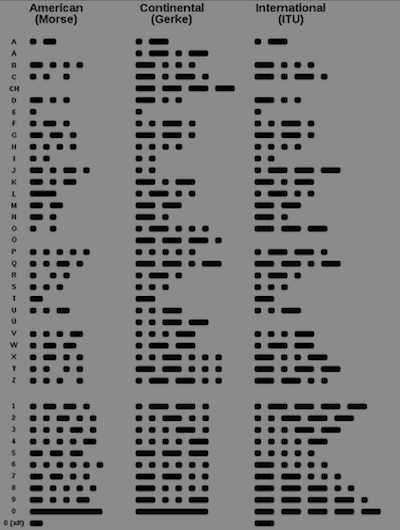 American Continental International
(Morse) (Gerke) (ITU)
A
Ä
B
C
CH
D
E
F
G
H
I
J
K
L
M
N
O
Ö
P
Q
R
S
T
U
Ü
V
W
X
Y
Z
1
2
3
4
5
6
7
8
9
0
0 (alt)